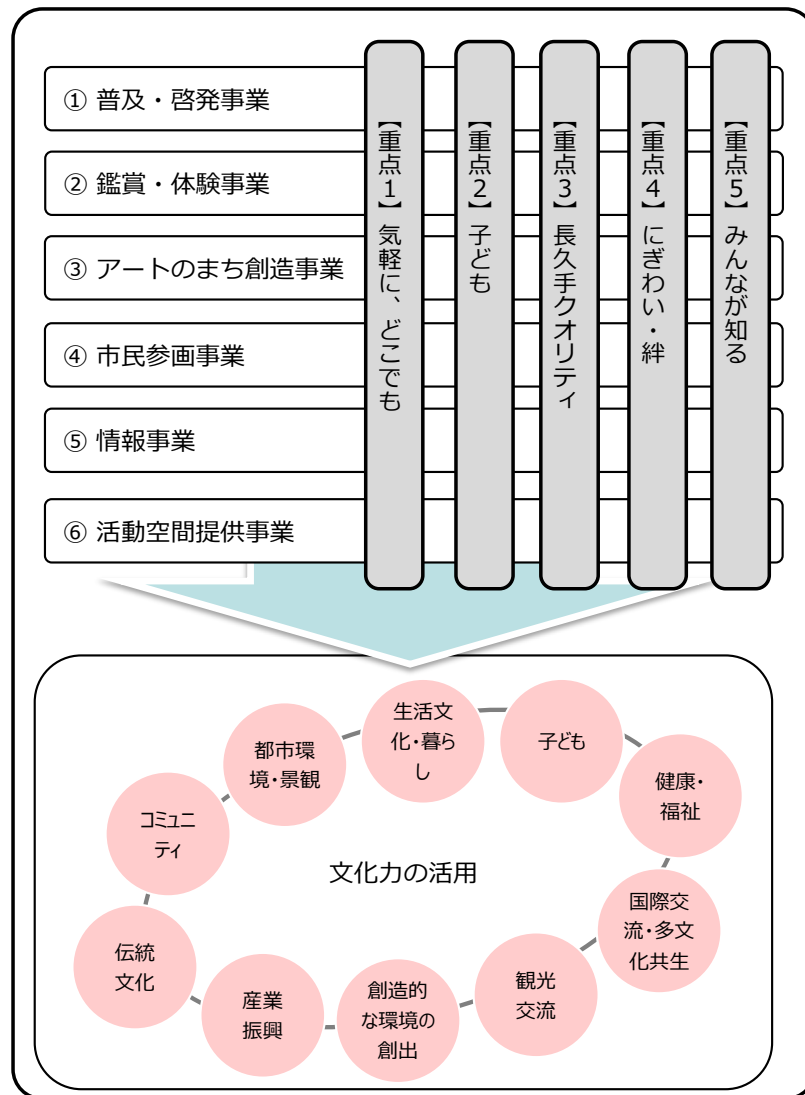 ① 普及・啓発事業
② 鑑賞・体験事業
③ アートのまち創造事業
④ 市民参画事業
⑤ 情報事業
⑥ 活動空間提供事業
【重点1】気軽に、どこでも
【重点2】子ども
【重点3】長久手クオリティ
【重点4】にぎわい・絆
【重点5】みんなが知る
生活文
化・暮ら
し
子ども
都市環
境・景観
健康・
福祉
コミュニ
ティ
文化力の活用
国際交
流・多文
化共生
伝統
文化
観光
交流
産業
振興
創造的
な環境の
創出